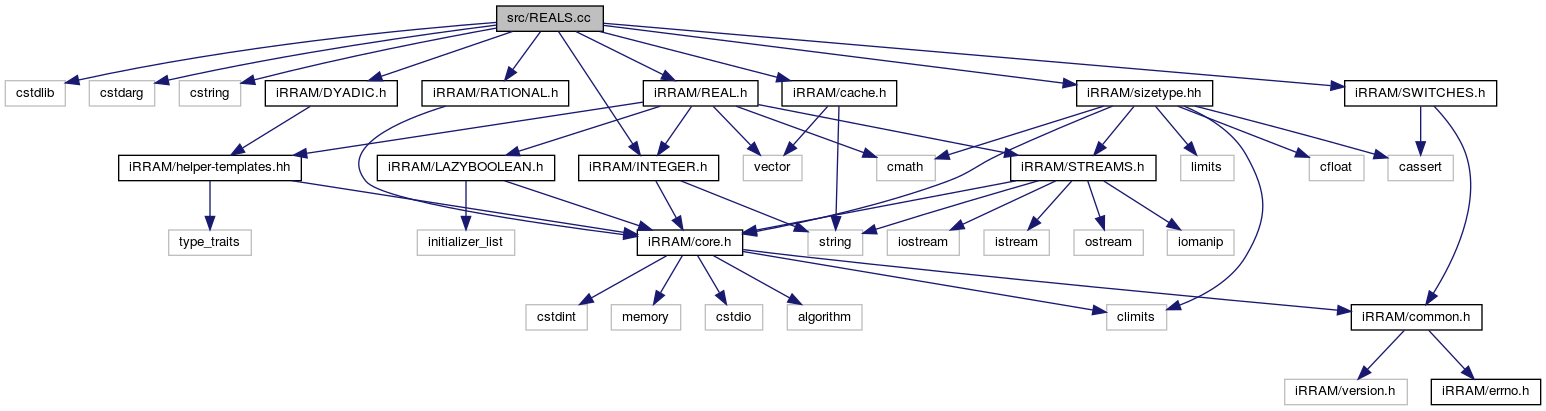 src/REALS.cc
cstdlib
cstdarg
cstring
iRRAM/DYADIC.h
iRRAM/RATIONAL.h
iRRAM/REAL.h
iRRAM/cache.h
iRRAM/sizetype.hh
iRRAM/SWITCHES.h
iRRAM/helper-templates.hh
iRRAM/LAZYBOOLEAN.h
iRRAM/INTEGER.h
vector
cmath
iRRAM/STREAMS.h
limits
cfloat
cassert
type_traits
initializer_list
iRRAM/core.h
string
iostream
istream
ostream
iomanip
cstdint
memory
cstdio
algorithm
climits
iRRAM/common.h
iRRAM/version.h
iRRAM/errno.h